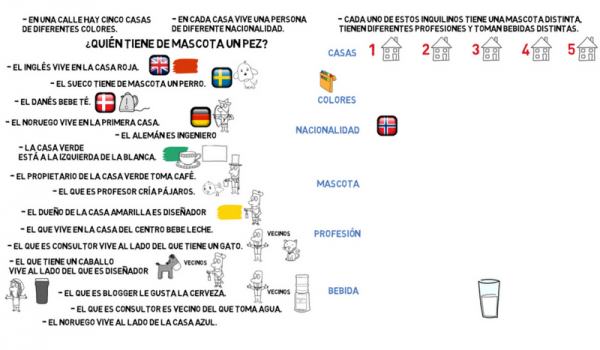 - EN UNA CALLE HAY CINCO CASAS
DE DIFERENTES COLORES.
- EN CADA CASA VIVE UNA PERSONA
DE DIFERENTE NACIONALIDAD.
- CADA UNO DE ESTOS INQUILINOS TIENE UNA MASCOTA DISTINTA,
TIENEN DIFERENTES PROFESIONES Y TOMAN BEBIDAS DISTINTAS.
¿QUIÉN TIENE DE MASCOTA UN PEZ?
CASAS
1 2 3 4 5
- EL INGLÉS VIVE EN LA CASA ROJA.
- EL SUECO TIENE DE MASCOTA UN PERRO.
- EL DANÉS BEBE TÉ.
COLORES
- EL NORUEGO VIVE EN LA PRIMERA CASA.
- EL ALEMÁN ES INGENIERO
NACIONALIDAD
- LA CASA VERDE
ESTÁ A LA IZQUIERDA DE LA BLANCA.
- EL PROPIETARIO DE LA CASA VERDE TOMA CAFÉ.
MASCOTA
- EL QUE ES PROFESOR CRÍA PÁJAROS.
- EL DUEÑO DE LA CASA AMARILLA ES DISEÑADOR
- EL QUE VIVE EN LA CASA DEL CENTRO BEBE LECHE.
VECINOS
PROFESIÓN
- EL QUE ES CONSULTOR VIVE AL LADO DEL QUE TIENE UN GATO.
- EL QUE TIENE UN CABALLO
VIVE AL LADO DEL QUE ES DISEÑADOR
VECINOS
- EL QUE ES BLOGGER LE GUSTA LA CERVEZA.
VECINOS
BEBIDA
- EL QUE ES CONSULTOR ES VECINO DEL QUE TOMA AGUA.
- EL NORUEGO VIVE AL LADO DE LA CASA AZUL.